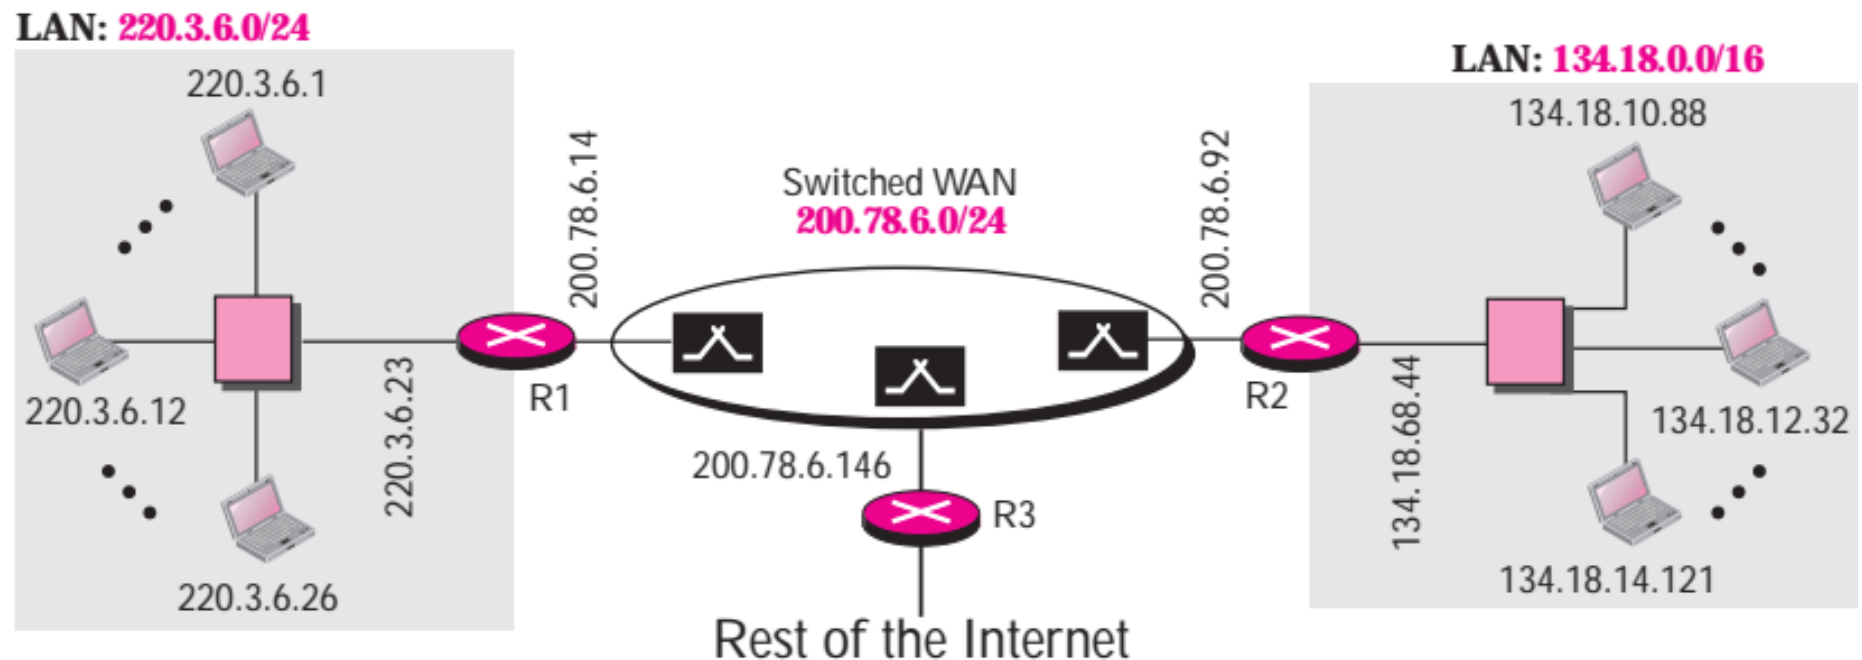 LAN: 220.3.6.0/24
220.3.6.1
220.3.6.12
220.3.6.26
220.3.6.23
R1
200.78.6.14
Switched WAN
200.78.6.0/24
200.78.6.146
R3
Rest of the Internet
200.78.6.92
R2
LAN: 134.18.0.0/16
134.18.10.88
134.18.12.32
134.18.68.44
134.18.14.121